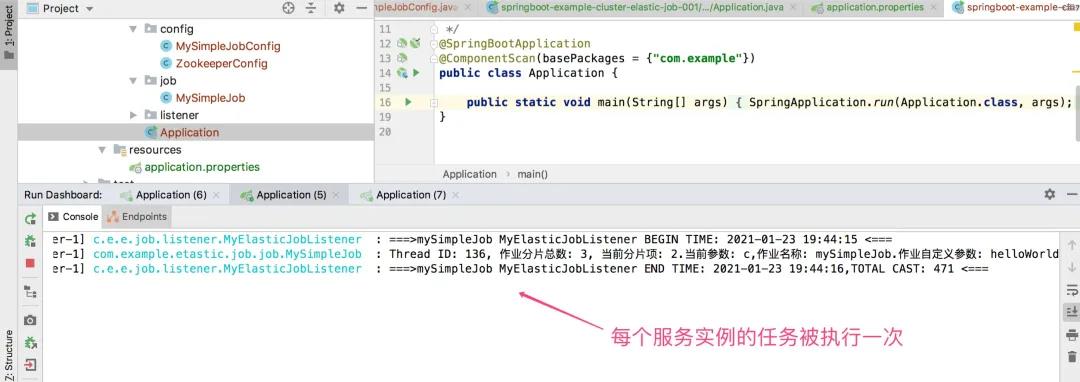 Project
1: Project
config
MySimpleJobConfig
ZookeeperConfig
job
MySimpleJob
listener
Application
resources
application.properties
mpleJobConfig.java
springboot-example-cluster-elastic-job-001/.../Application.java
application.properties
springboot-example-
11 */
12 @SpringBootApplication
13 @ComponentScan(basePackages = {"com.example"})
14 public class Application {
15
16 public static void main(String[] args) { SpringApplication.run(Application.class, args);
19 }
20
Application › main()
Run Dashboard: Application (6) Application (5) Application (7)
Console Endpoints
er-1] c.e.e.job.listener.MyElasticJobListener : ===>mySimpleJob MyElasticJobListener BEGIN TIME: 2021-01-23 19:44:15 <===
er-1] com.example.etastic.job.job.MySimpleJob : Thread ID: 136, 作业分片总数: 3, 当前分片项: 2.当前参数: c,作业名称: mySimpleJob.作业自定义参数: helloWorld
er-1] c.e.e.job.listener.MyElasticJobListener : ===>mySimpleJob MyElasticJobListener END TIME: 2021-01-23 19:44:16,TOTAL CAST: 471 <===
每个服务实例的任务被执行一次
Z: Structure